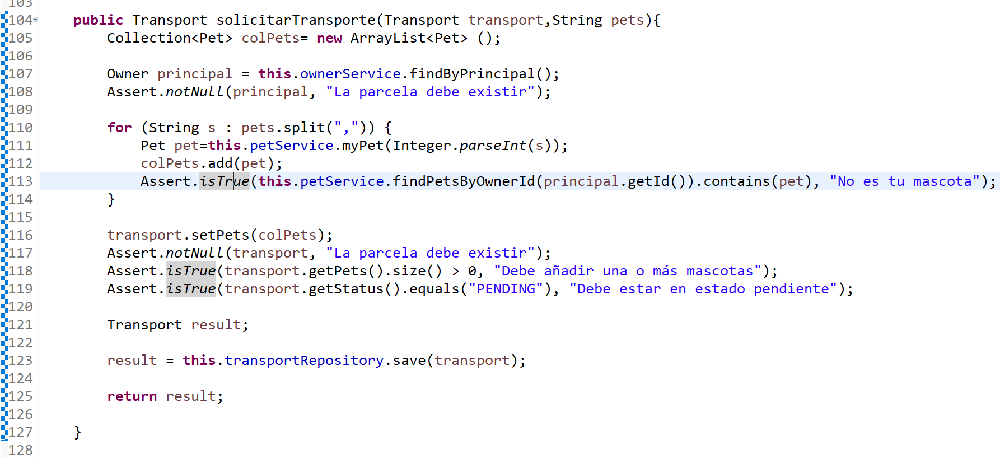 103
104 public Transport solicitarTransporte(Transport transport,String pets){
105 Collection<Pet> colPets= new ArrayList<Pet> ();
106
107 Owner principal = this.ownerService.findByPrincipal();
108 Assert.notNull(principal, "La parcela debe existir");
109
110 for (String s : pets.split(",")) {
111 Pet pet=this.petService.myPet(Integer.parseInt(s));
112 colPets.add(pet);
113 Assert.isTrue(this.petService.findPetsByOwnerId(principal.getId()).contains(pet), "No es tu mascota");
114 }
115
116 transport.setPets(colPets);
117 Assert.notNull(transport, "La parcela debe existir");
118 Assert.isTrue(transport.getPets().size() > 0, "Debe añadir una o más mascotas");
119 Assert.isTrue(transport.getStatus().equals("PENDING"), "Debe estar en estado pendiente");
120
121 Transport result;
122
123 result = this.transportRepository.save(transport);
124
125 return result;
126
127 }
128